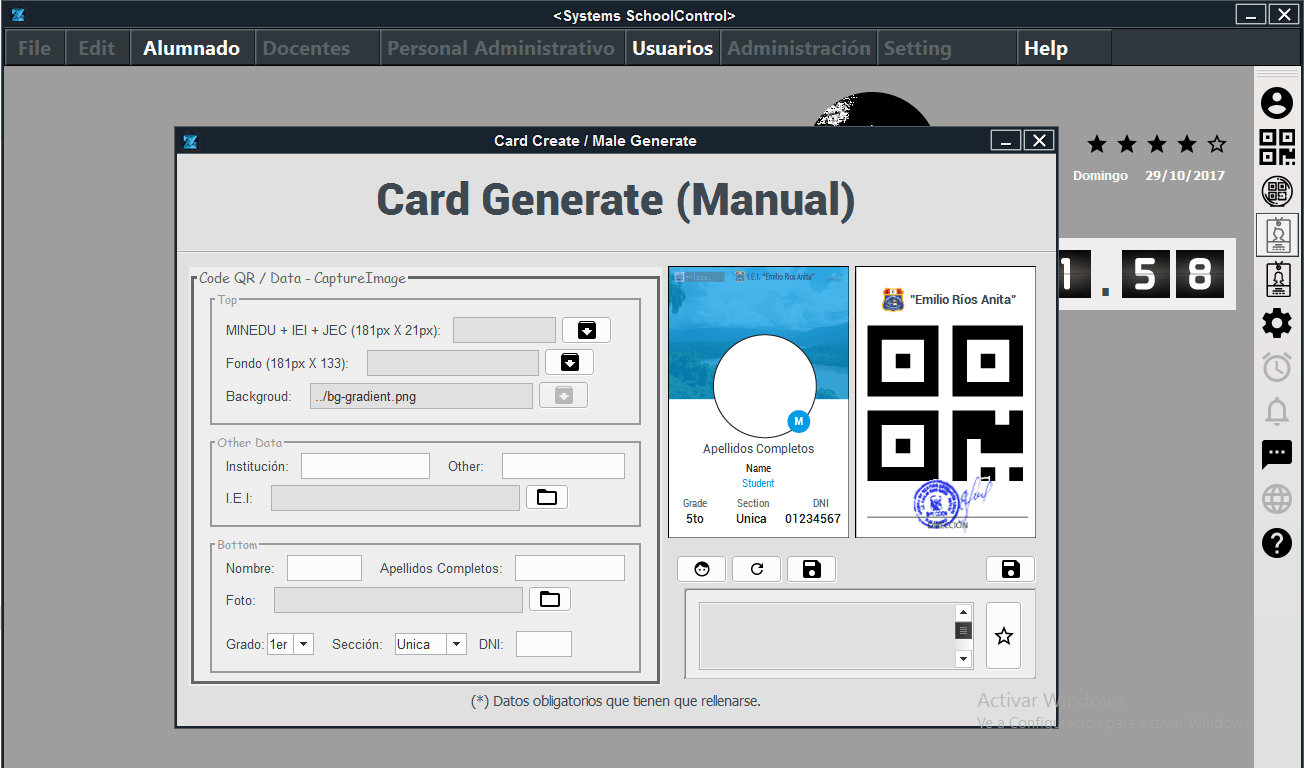 <Systems SchoolControl>
File Edit Alumnado Docentes Personal Administrativo Usuarios Administración Setting Help
Domingo 29/10/2017
1.58
Card Create / Male Generate
Card Generate (Manual)
Code QR / Data - CaptureImage
Top
MINEDU + IEI + JEC (181px X 21px):
Fondo (181px X 133):
Backgroud: ../bg-gradient.png
Other Data
Institución: Other:
I.E.I:
Bottom
Nombre: Apellidos Completos:
Foto:
Grado: 1er Sección: Unica DNI:
I.E.I. "Emilio Ríos Anita"
M
Apellidos Completos
Name
Student
Grade Section DNI
5to Unica 01234567
"Emilio Ríos Anita"
DIRECCIÓN
(*) Datos obligatorios que tienen que rellenarse.
Activar Windows
Ve a Configuración para activar Windows.